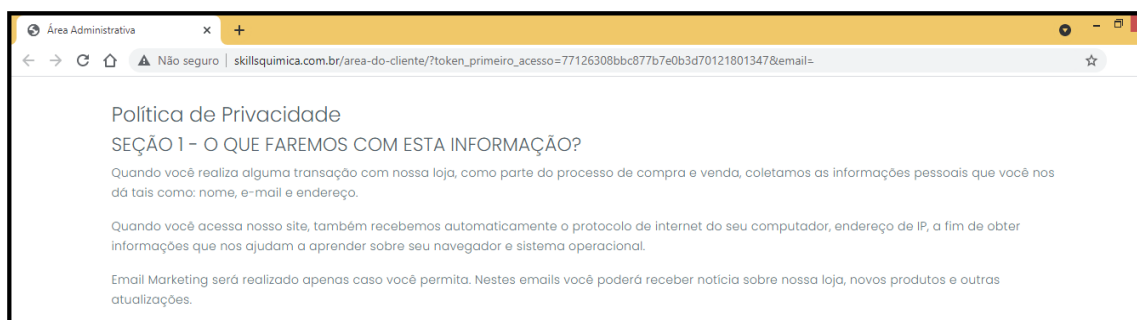 Área Administrativa
Não seguro | skillsquimica.com.br/area-do-cliente/?token_primeiro_acesso=77126308bbc877b7e0b3d70121801347&email=
Política de Privacidade
SEÇÃO 1 - O QUE FAREMOS COM ESTA INFORMAÇÃO?
Quando você realiza alguma transação com nossa loja, como parte do processo de compra e venda, coletamos as informações pessoais que você nos
dá tais como: nome, e-mail e endereço.
Quando você acessa nosso site, também recebemos automaticamente o protocolo de internet do seu computador, endereço de IP, a fim de obter
informações que nos ajudam a aprender sobre seu navegador e sistema operacional.
Email Marketing será realizado apenas caso você permita. Nestes emails você poderá receber notícia sobre nossa loja, novos produtos e outras
atualizações.